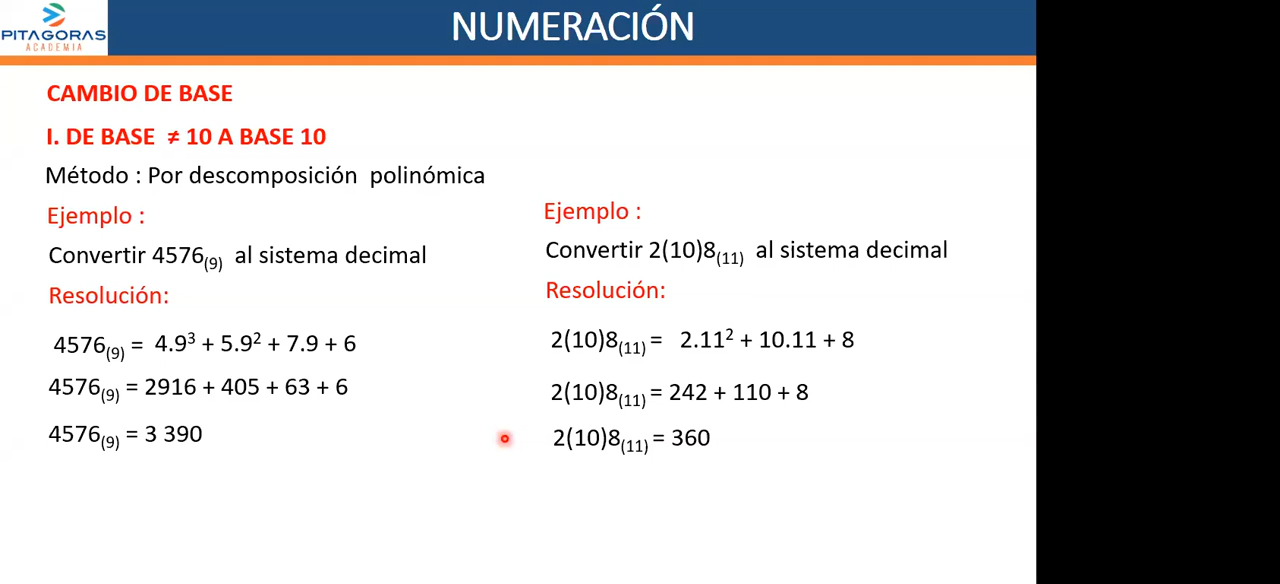 PITAGORAS
ACADEMIA
NUMERACIÓN
CAMBIO DE BASE
I. DE BASE ≠ 10 A BASE 10
Método : Por descomposición polinómica
Ejemplo :
Convertir 4576₍₉₎ al sistema decimal
Resolución:
4576₍₉₎ = 4.9³ + 5.9² + 7.9 + 6
4576₍₉₎ = 2916 + 405 + 63 + 6
4576₍₉₎ = 3 390
Ejemplo :
Convertir 2(10)8₍₁₁₎ al sistema decimal
Resolución:
2(10)8₍₁₁₎ = 2.11² + 10.11 + 8
2(10)8₍₁₁₎ = 242 + 110 + 8
2(10)8₍₁₁₎ = 360